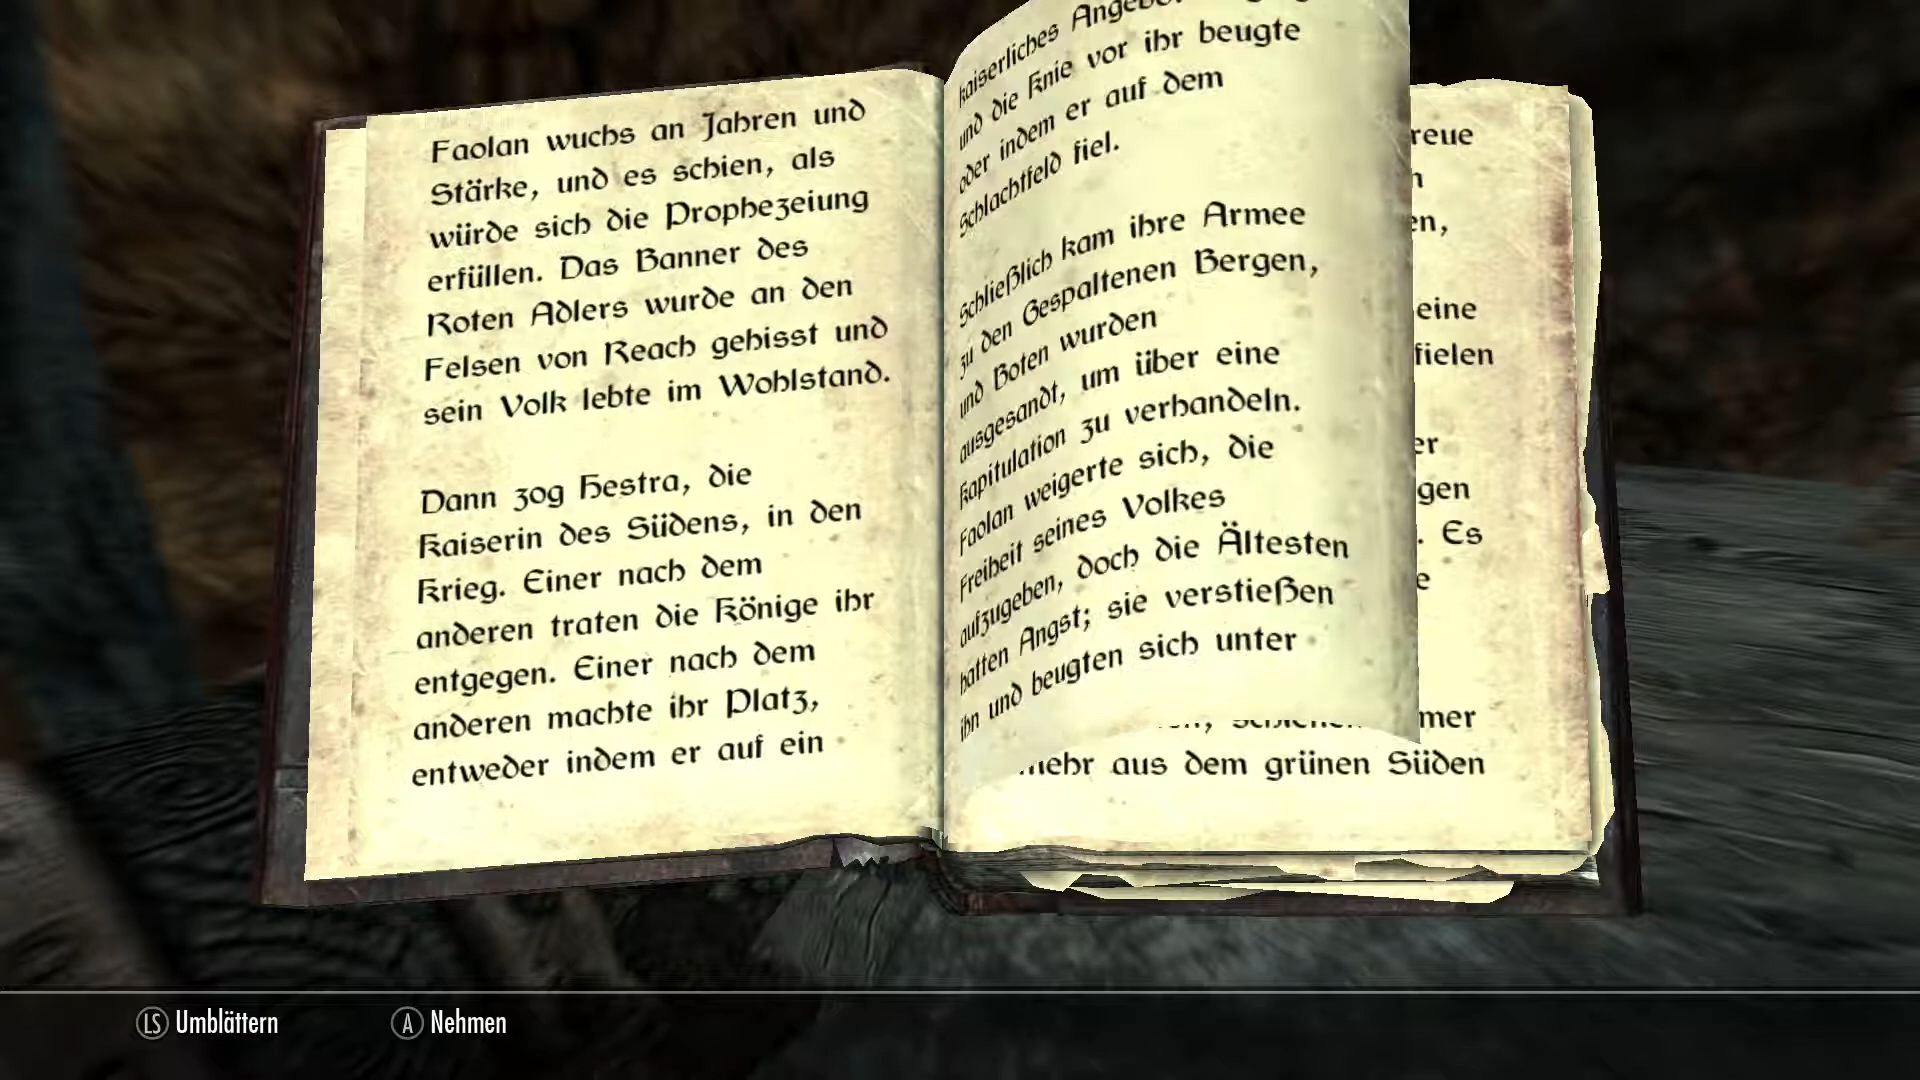 Faolan wuchs an Jahren und
Stärke, und es schien, als
würde sich die Prophezeiung
erfüllen. Das Banner des
Roten Adlers wurde an den
Felsen von Reach gehisst und
sein Volk lebte im Wohlstand.
Dann zog Hestra, die
Kaiserin des Südens, in den
Krieg. Einer nach dem
anderen traten die Könige ihr
entgegen. Einer nach dem
anderen machte ihr Platz,
entweder indem er auf ein
kaiserliches
und die Knie vor ihr beugte
oder indem er auf dem
Schlachtfeld fiel.
Schließlich kam ihre Armee
zu den Gespaltenen Bergen,
und Boten wurden
ausgesandt, um über eine
Kapitulation zu verhandeln.
Faolan weigerte sich, die
Freiheit seines Volkes
aufzugeben, doch die Ältesten
hatten Angst; sie verstießen
ihn und beugten sich unter
eine
fielen
. Es
mehr aus dem grünen Süden
LS Umblättern
A Nehmen